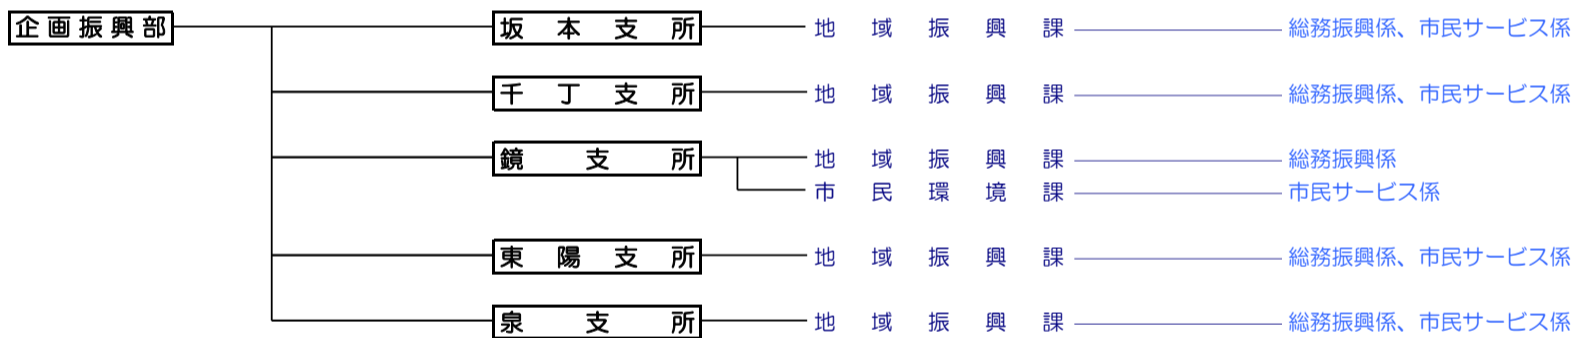 企画振興部 坂本支所 地域振興課 総務振興係、市民サービス係
千丁支所 地域振興課 総務振興係、市民サービス係
鏡支所 地域振興課 総務振興係
市民環境課 市民サービス係
東陽支所 地域振興課 総務振興係、市民サービス係
泉支所 地域振興課 総務振興係、市民サービス係